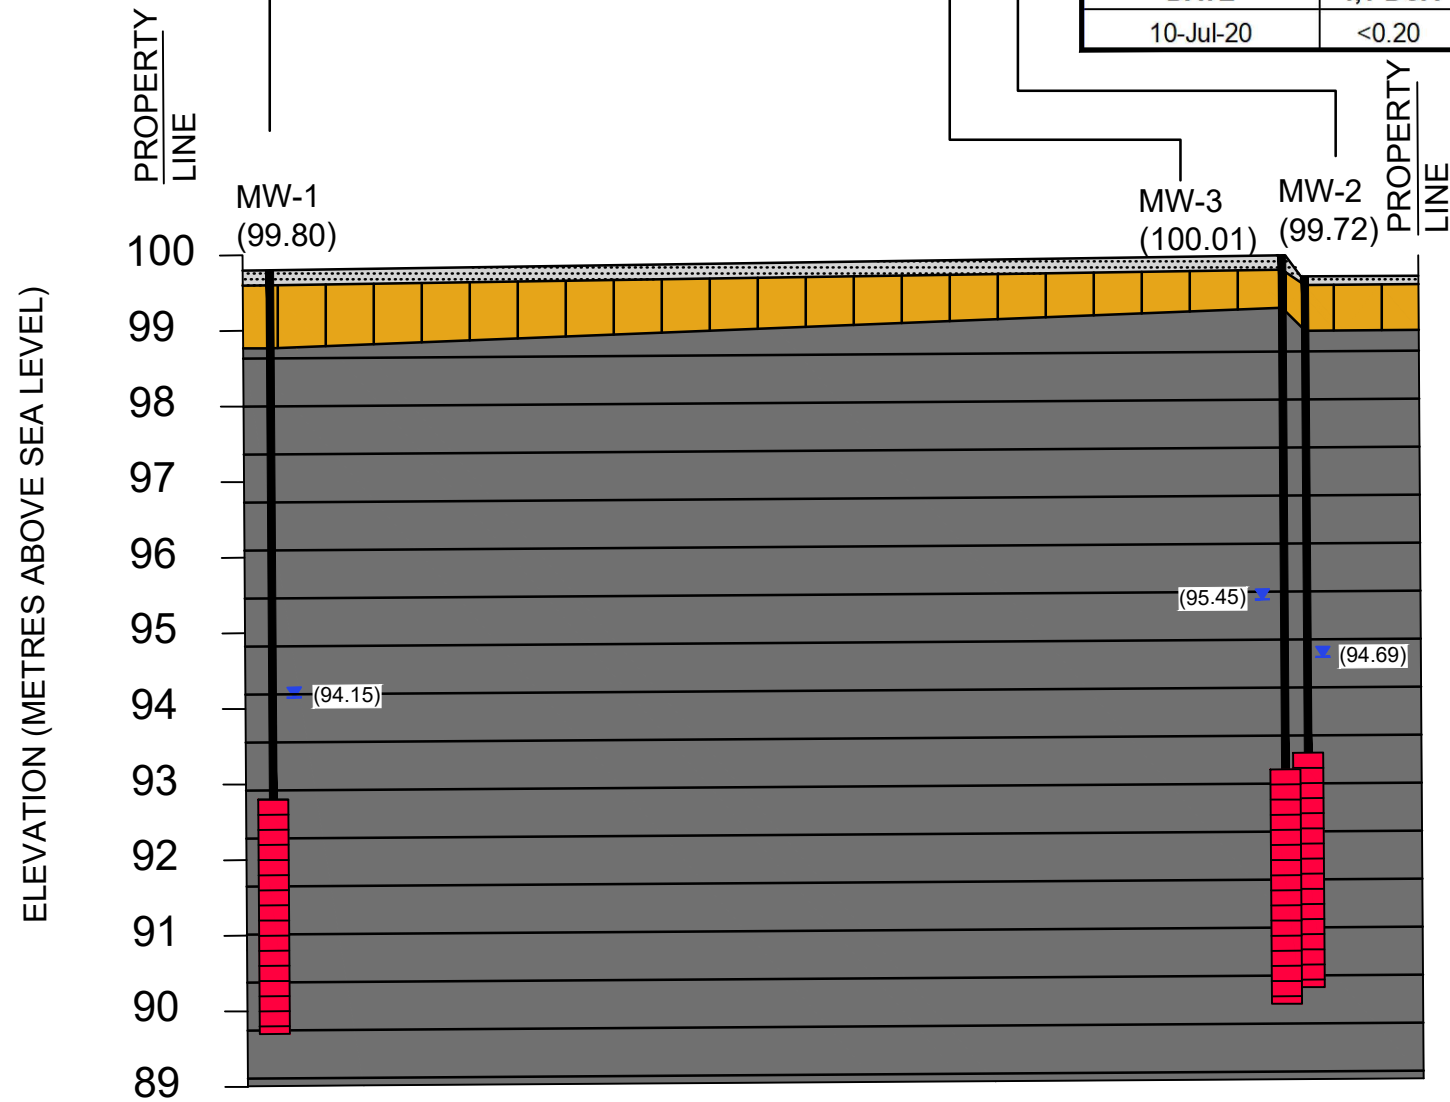 10-Jul-20 <0.20
PROPERTY
LINE
PROPERTY
LINE
MW-1
(99.80)
MW-3
(100.01)
MW-2
(99.72)
ELEVATION (METRES ABOVE SEA LEVEL)
100
99
98
97
96
95
94
93
92
91
90
89
(95.45)
(94.69)
(94.15)